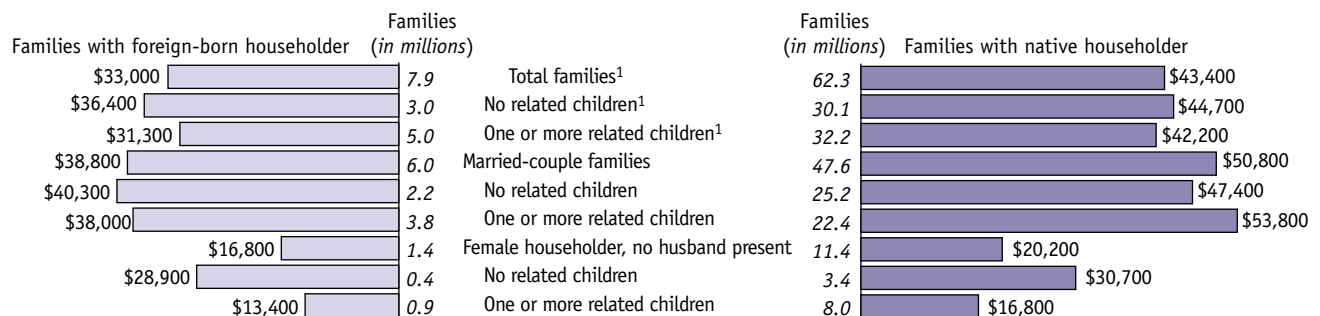 Families Families
Families with foreign-born householder (in millions) (in millions) Families with native householder
$33,000 7.9 Total families¹ 62.3 $43,400
$36,400 3.0 No related children¹ 30.1 $44,700
$31,300 5.0 One or more related children¹ 32.2 $42,200
$38,800 6.0 Married-couple families 47.6 $50,800
$40,300 2.2 No related children 25.2 $47,400
$38,000 3.8 One or more related children 22.4 $53,800
$16,800 1.4 Female householder, no husband present 11.4 $20,200
$28,900 0.4 No related children 3.4 $30,700
$13,400 0.9 One or more related children 8.0 $16,800